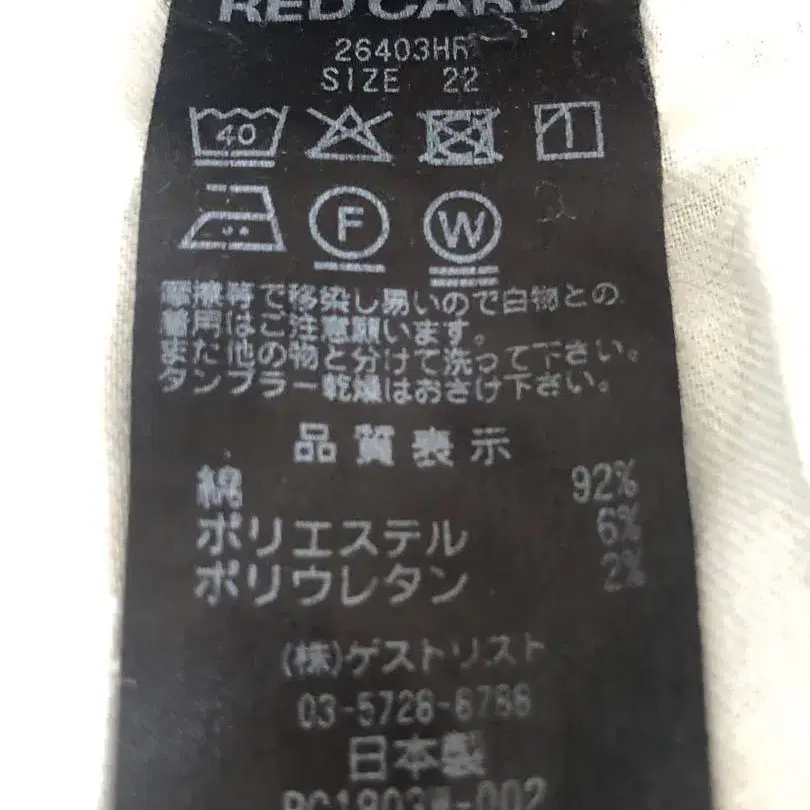 RED CARD
26403HR
SIZE 22
40
F W
摩擦等で移染し易いので白物との
着用はご注意願います。
また他の物と分けて洗って下さい。
タンブラー乾燥はおさけ下さい。
品質表示
綿 92%
ポリエステル 6%
ポリウレタン 2%
(株)ゲストリスト
03-5728-6788
日本製